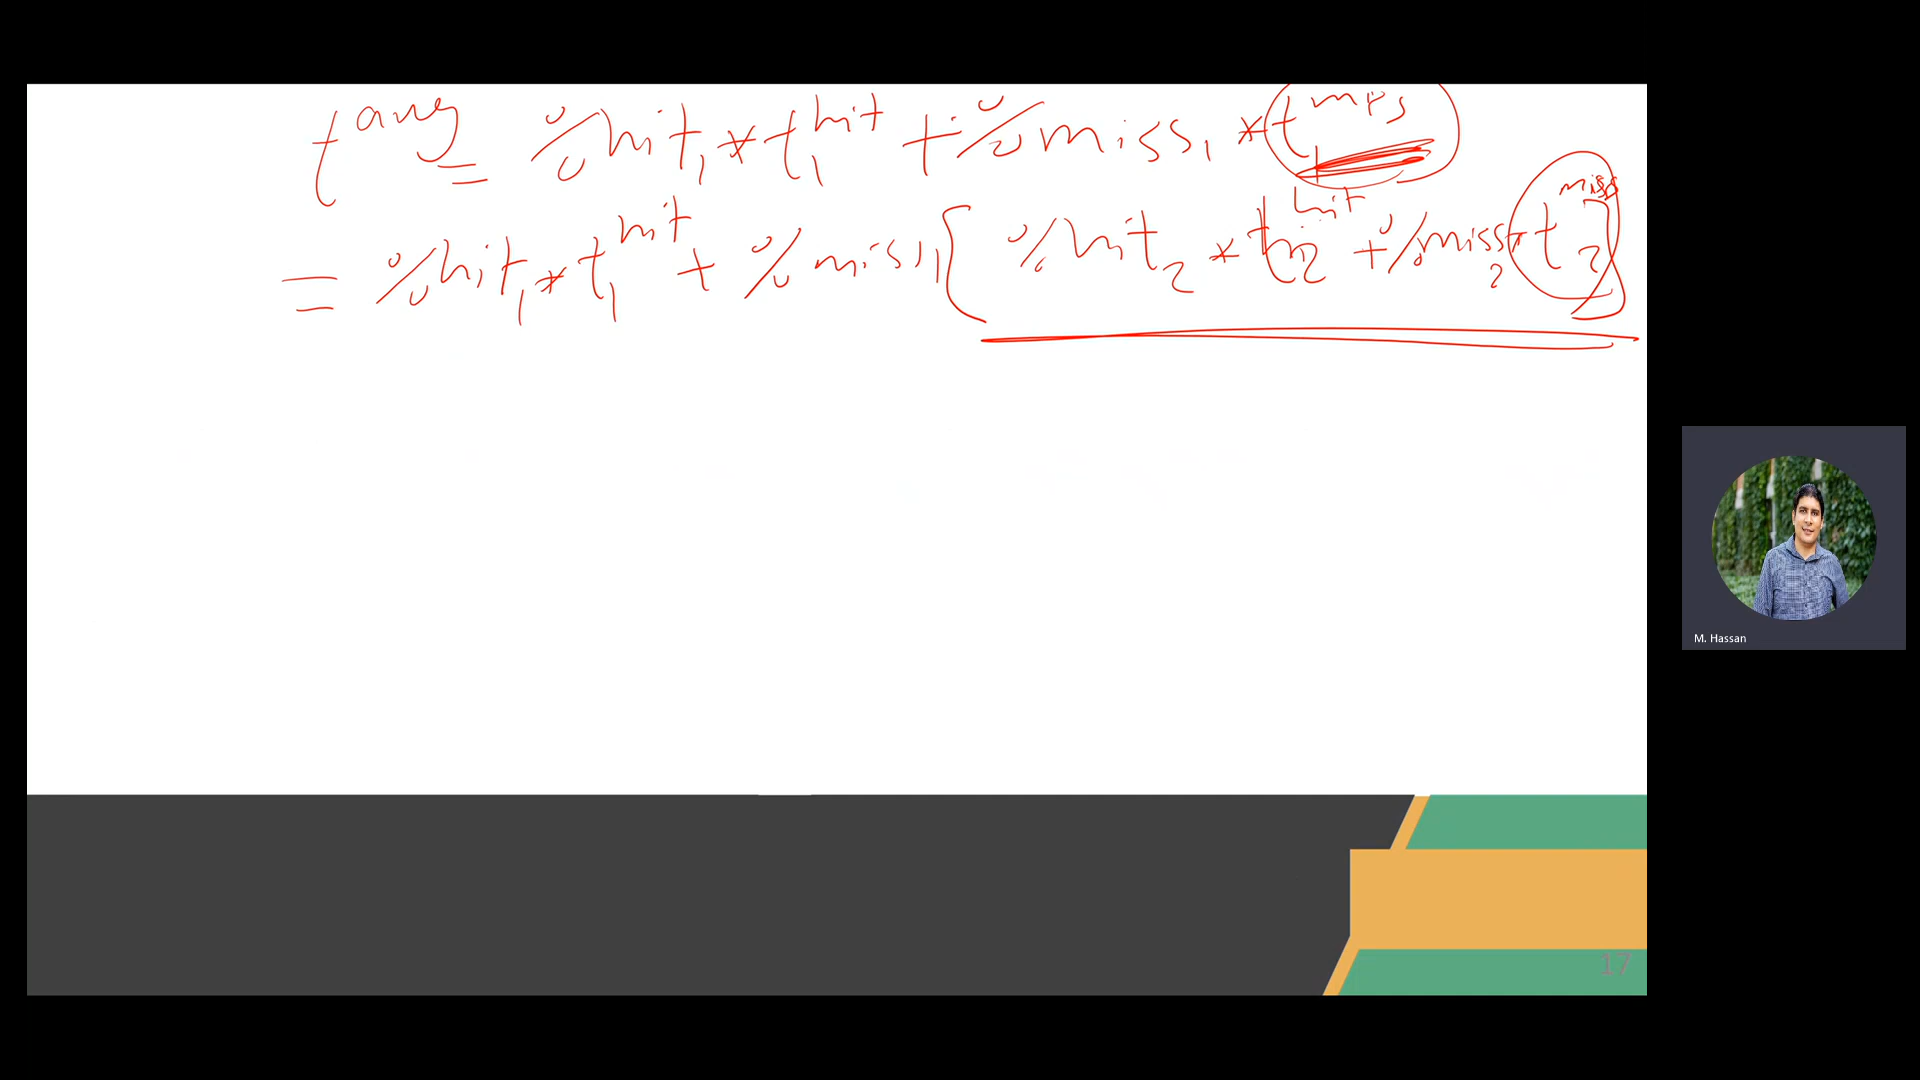 t^avg = %hit₁ * t₁^hit + %miss₁ * t₁^miss
= %hit₁ * t₁^hit + %miss₁ [ %hit₂ * t₂^hit + %miss₂ * t₂^miss ]
M. Hassan
17